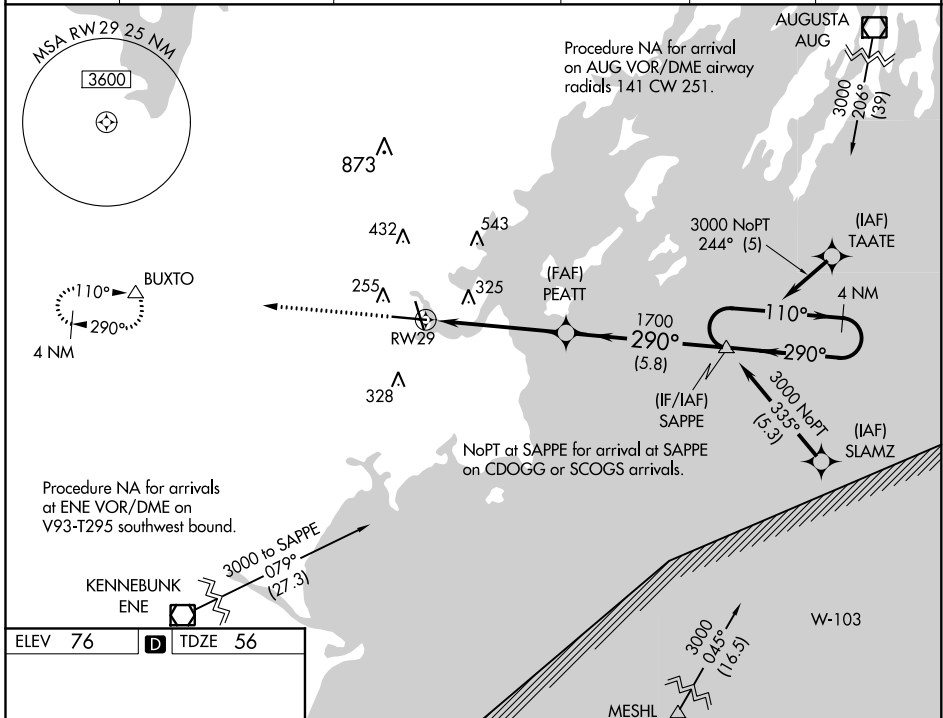 MSA RW29 25 NM
3600
AUGUSTA
AUG
Procedure NA for arrival
on AUG VOR/DME airway
radials 141 CW 251.
3000
206°
(39)
873
432
543
3000 NoPT
244° (5)
(IAF)
TAATE
BUXTO
110°
290°
4 NM
255
325
RW29
(FAF)
PEATT
1700
290°
(5.8)
110°
4 NM
290°
(IF/IAF)
SAPPE
328
3000 NoPT
335°
(5.3)
(IAF)
SLAMZ
NoPT at SAPPE for arrival at SAPPE
on CDOGG or SCOGS arrivals.
Procedure NA for arrivals
at ENE VOR/DME on
V93-T295 southwest bound.
3000 to SAPPE
079°
(27.3)
KENNEBUNK
ENE
W-103
3000
045°
(16.5)
MESHL
ELEV 76 D TDZE 56